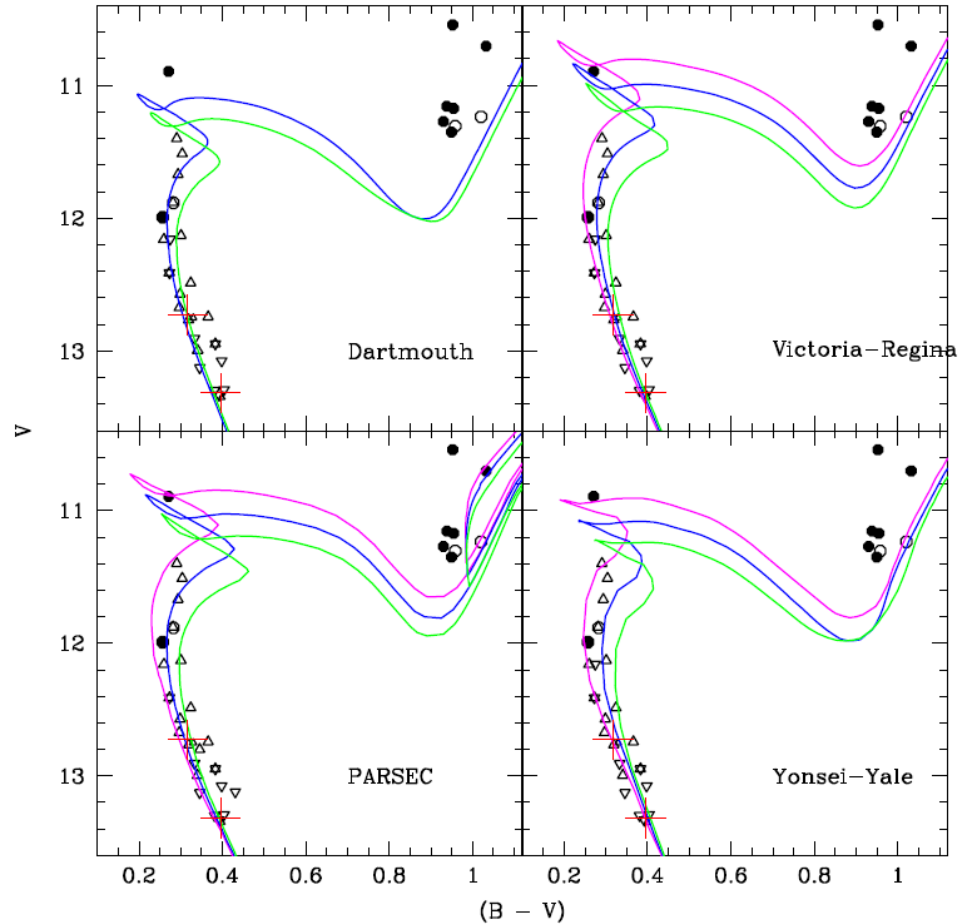 11
12
13
V
Dartmouth
Victoria-Regina
11
12
13
PARSEC
Yonsei-Yale
0.2 0.4 0.6 0.8 1 0.2 0.4 0.6 0.8 1
(B - V)